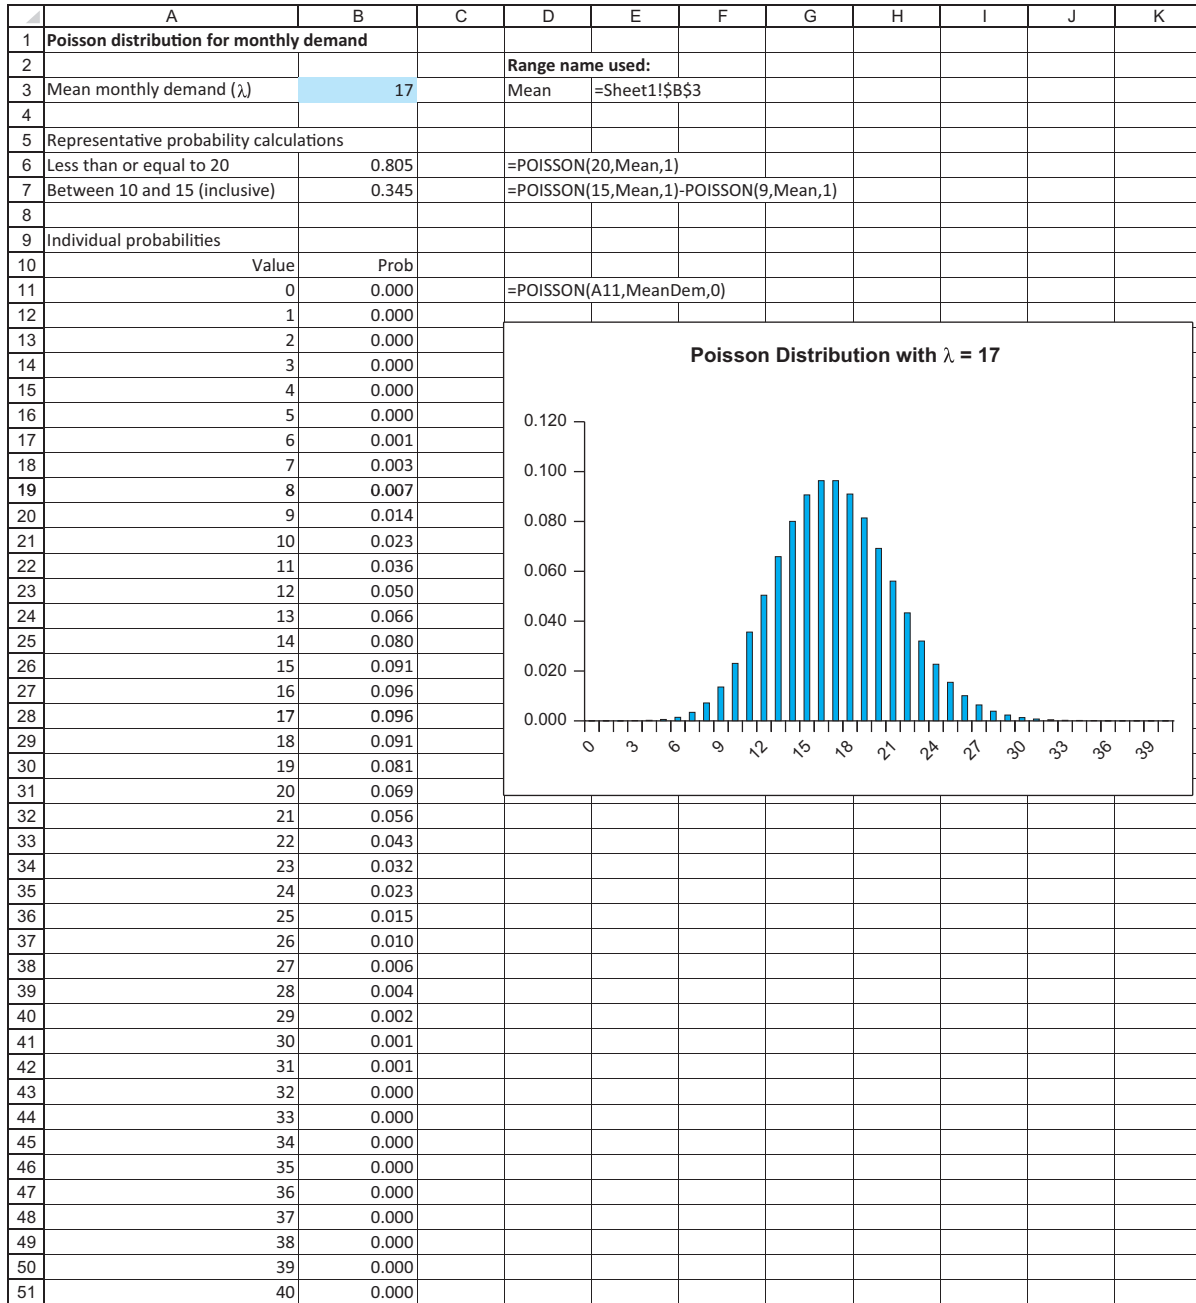 A B C D E F G H I J K
1 Poisson distribution for monthly demand
2 Range name used:
3 Mean monthly demand (λ) 17 Mean =Sheet1!$B$3
4
5 Representative probability calculations
6 Less than or equal to 20 0.805 =POISSON(20,Mean,1)
7 Between 10 and 15 (inclusive) 0.345 =POISSON(15,Mean,1)-POISSON(9,Mean,1)
8
9 Individual probabilities
10 Value Prob
11 0 0.000 =POISSON(A11,MeanDem,0)
12 1 0.000
13 2 0.000
14 3 0.000
15 4 0.000
16 5 0.000
17 6 0.001
18 7 0.003
19 8 0.007
20 9 0.014
21 10 0.023
22 11 0.036
23 12 0.050
24 13 0.066
25 14 0.080
26 15 0.091
27 16 0.096
28 17 0.096
29 18 0.091
30 19 0.081
31 20 0.069
32 21 0.056
33 22 0.043
34 23 0.032
35 24 0.023
36 25 0.015
37 26 0.010
38 27 0.006
39 28 0.004
40 29 0.002
41 30 0.001
42 31 0.001
43 32 0.000
44 33 0.000
45 34 0.000
46 35 0.000
47 36 0.000
48 37 0.000
49 38 0.000
50 39 0.000
51 40 0.000
Poisson Distribution with λ = 17
0.120
0.100
0.080
0.060
0.040
0.020
0.000
0 3 6 9 12 15 18 21 24 27 30 33 36 39